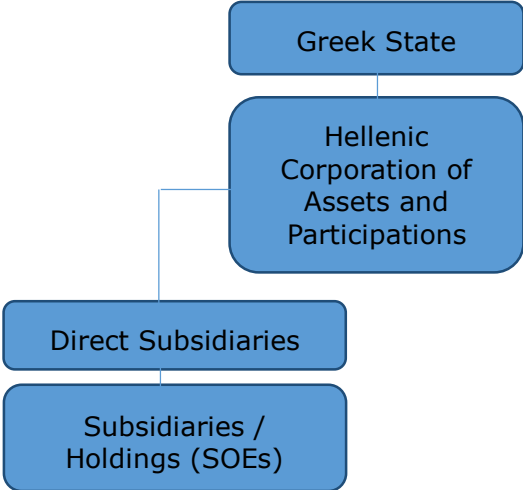 Greek State
Hellenic
Corporation of
Assets and
Participations
Direct Subsidiaries
Subsidiaries /
Holdings (SOEs)